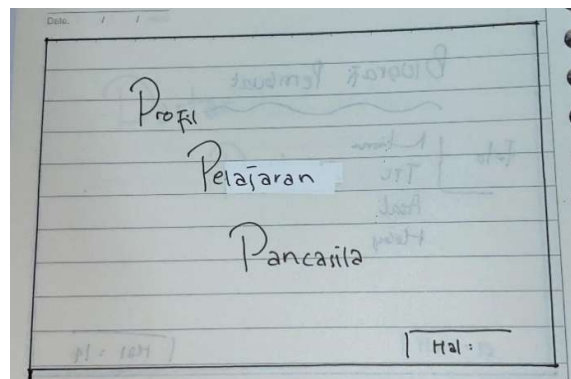 Date. / /
Profil
Pelajaran
Pancasila
Hal :